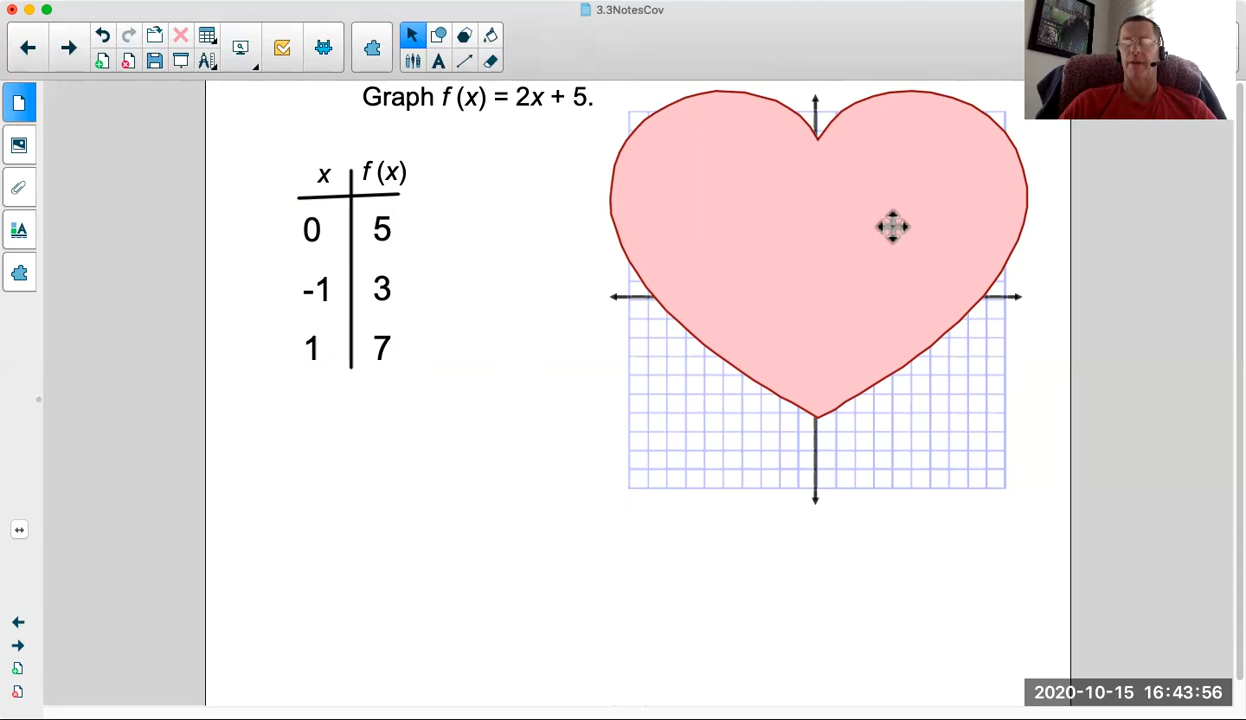 3.3NotesCov
Graph f (x) = 2x + 5.
x f (x)
0 5
-1 3
1 7
2020-10-15 16:43:56